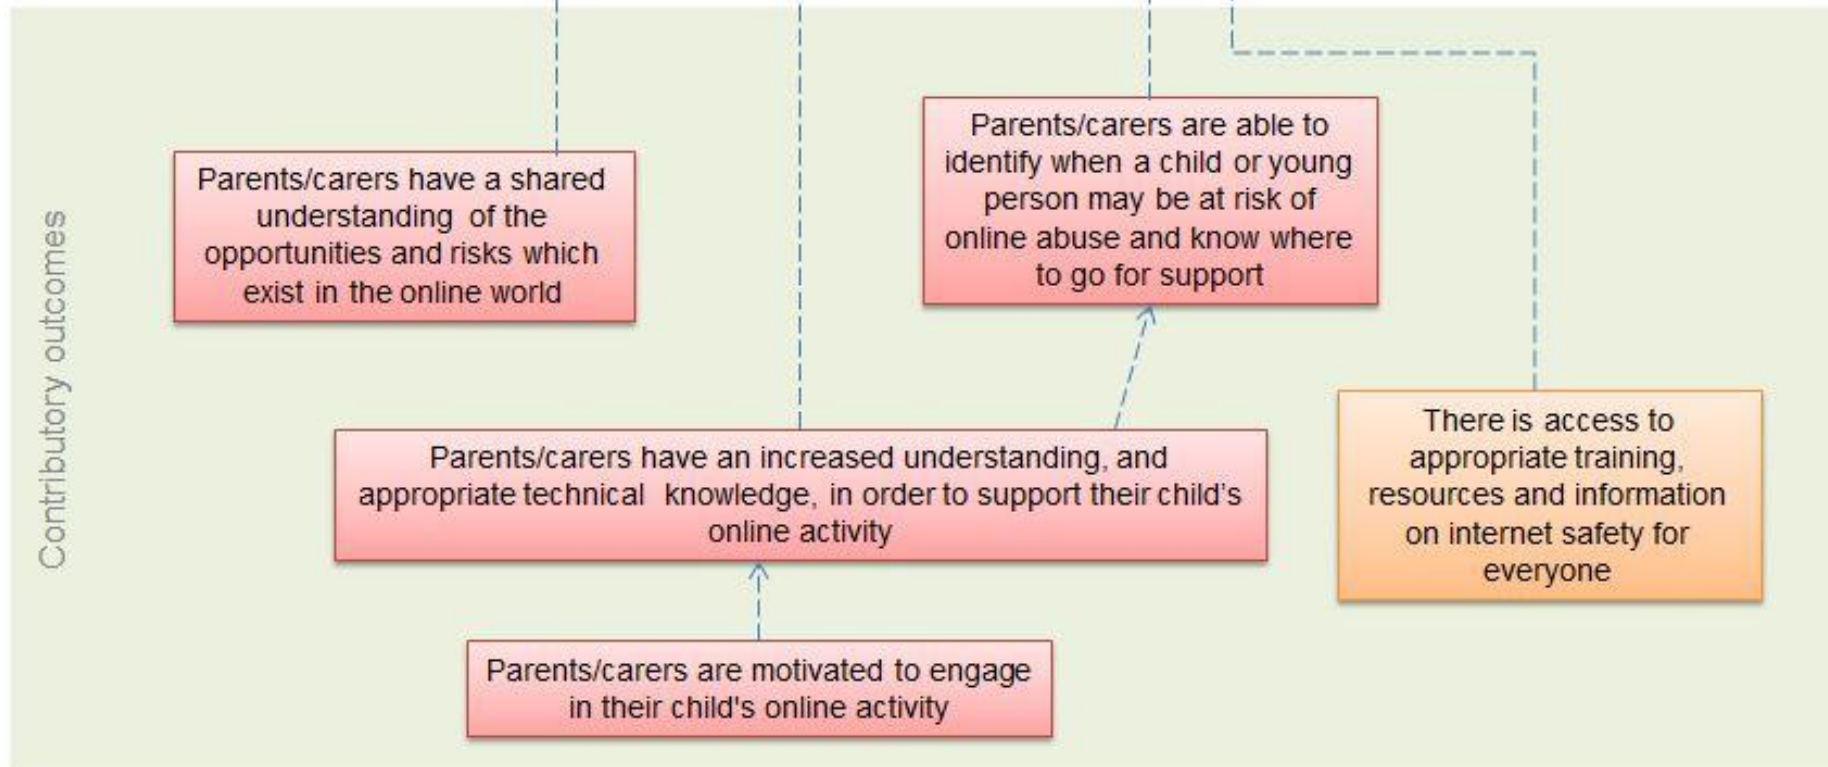 Contributory outcomes
Parents/carers have a shared
understanding of the
opportunities and risks which
exist in the online world
Parents/carers are able to
identify when a child or young
person may be at risk of
online abuse and know where
to go for support
Parents/carers have an increased understanding, and
appropriate technical knowledge, in order to support their child’s
online activity
There is access to
appropriate training,
resources and information
on internet safety for
everyone
Parents/carers are motivated to engage
in their child's online activity